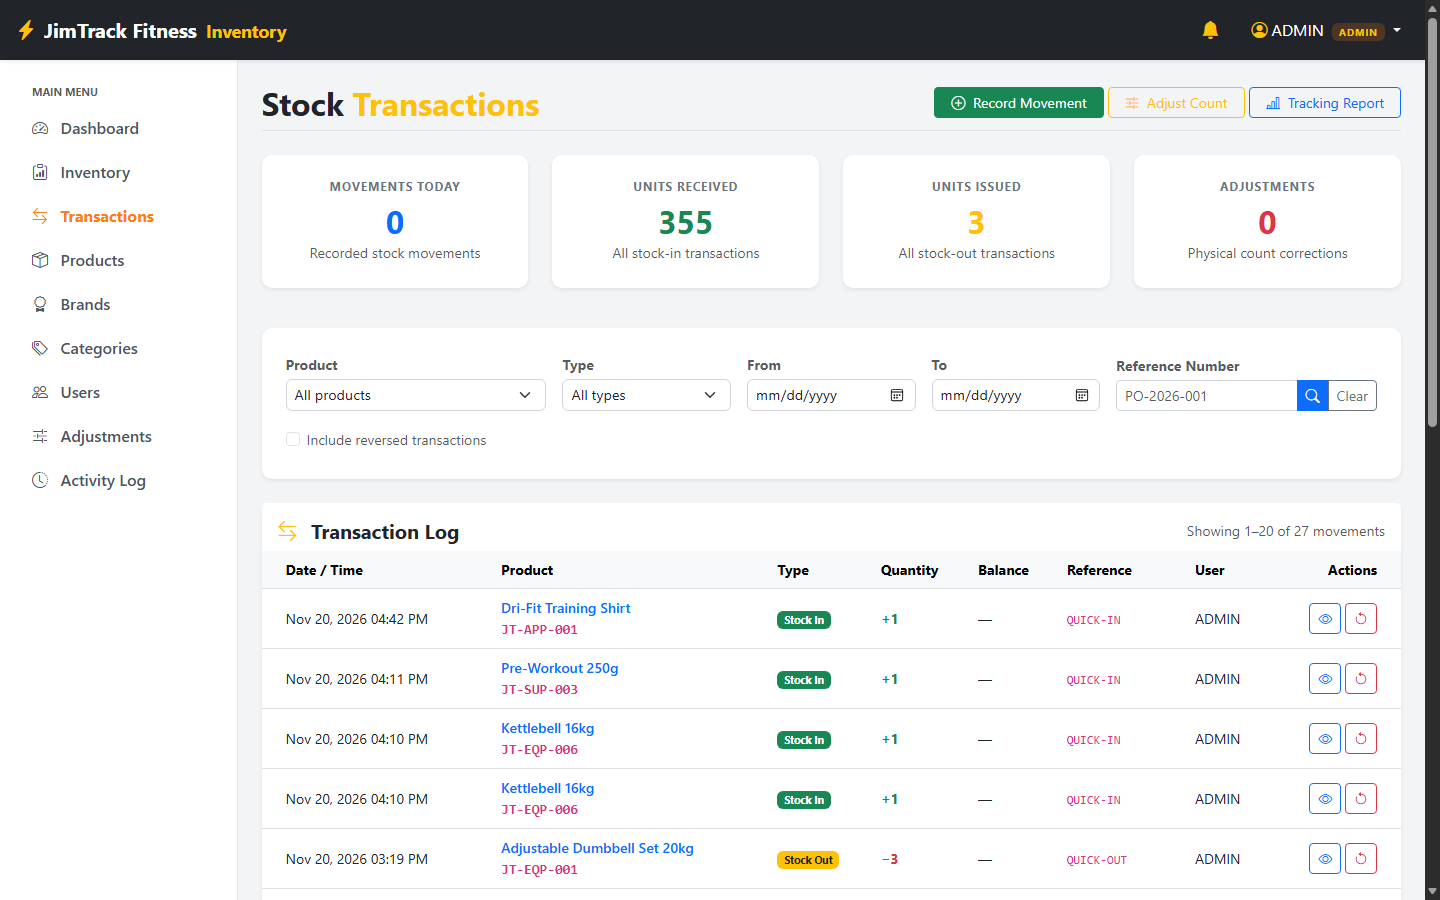 JimTrack Fitness Inventory
ADMIN ADMIN
MAIN MENU
Dashboard
Inventory
Transactions
Products
Brands
Categories
Users
Adjustments
Activity Log
Stock Transactions
Record Movement
Adjust Count
Tracking Report
MOVEMENTS TODAY
0
Recorded stock movements
UNITS RECEIVED
355
All stock-in transactions
UNITS ISSUED
3
All stock-out transactions
ADJUSTMENTS
0
Physical count corrections
Product
All products
Type
All types
From
mm/dd/yyyy
To
mm/dd/yyyy
Reference Number
PO-2026-001
Clear
Include reversed transactions
Transaction Log
Showing 1–20 of 27 movements
Date / Time Product Type Quantity Balance Reference User Actions
Nov 20, 2026 04:42 PM Dri-Fit Training Shirt Stock In +1 — QUICK-IN ADMIN
JT-APP-001
Nov 20, 2026 04:11 PM Pre-Workout 250g Stock In +1 — QUICK-IN ADMIN
JT-SUP-003
Nov 20, 2026 04:10 PM Kettlebell 16kg Stock In +1 — QUICK-IN ADMIN
JT-EQP-006
Nov 20, 2026 04:10 PM Kettlebell 16kg Stock In +1 — QUICK-IN ADMIN
JT-EQP-006
Nov 20, 2026 03:19 PM Adjustable Dumbbell Set 20kg Stock Out −3 — QUICK-OUT ADMIN
JT-EQP-001